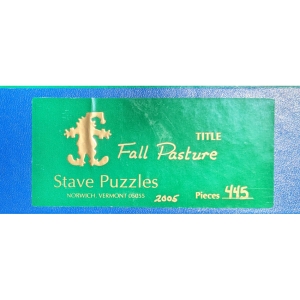 TITLE
Fall Pasture
Stave Puzzles
NORWICH, VERMONT 05055 2006 Pieces 445